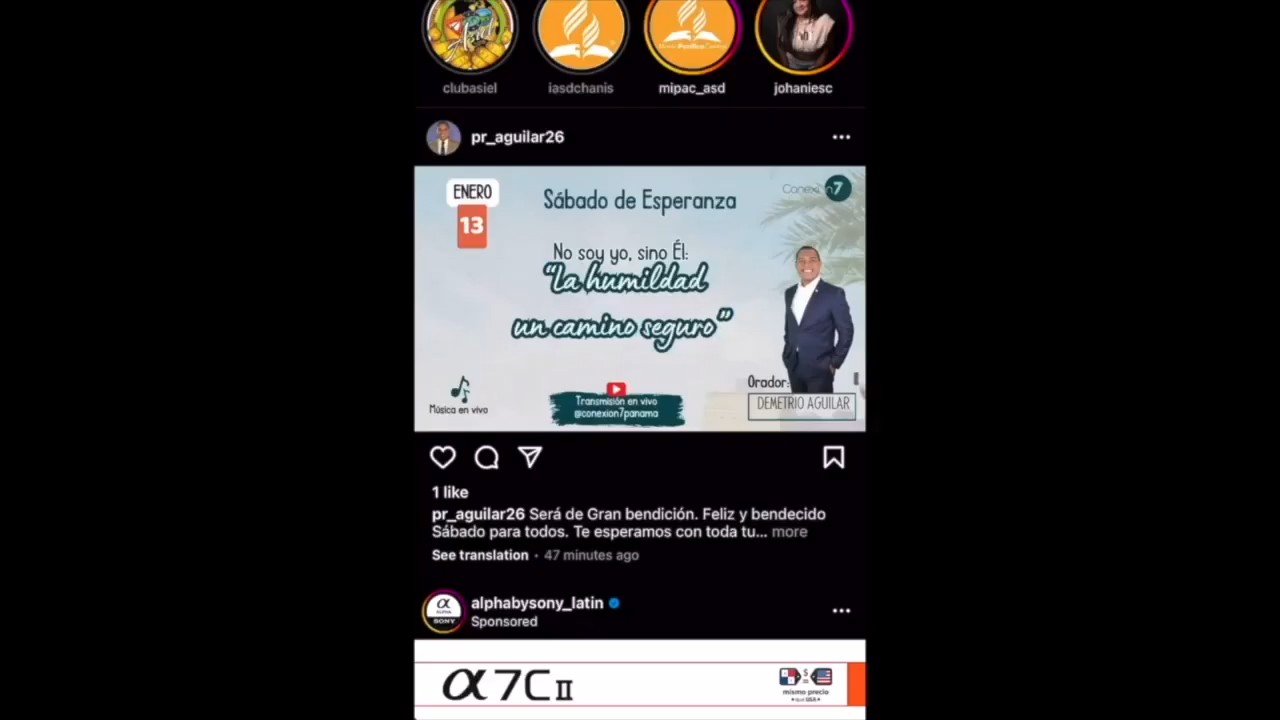 clubasiel
iasdchanis
mipac_asd
johaniesc
pr_aguilar26
ENERO
13
Sábado de Esperanza
No soy yo, sino Él:
“La humildad
un camino seguro”
Música en vivo
Transmisión en vivo
@conexion7panama
Orador:
DEMETRIO AGUILAR
1 like
pr_aguilar26 Será de Gran bendición. Feliz y bendecido
Sábado para todos. Te esperamos con toda tu... more
See translation · 47 minutes ago
α
SONY
alphabysony_latin
Sponsored
α7CII
$
=
mismo precio